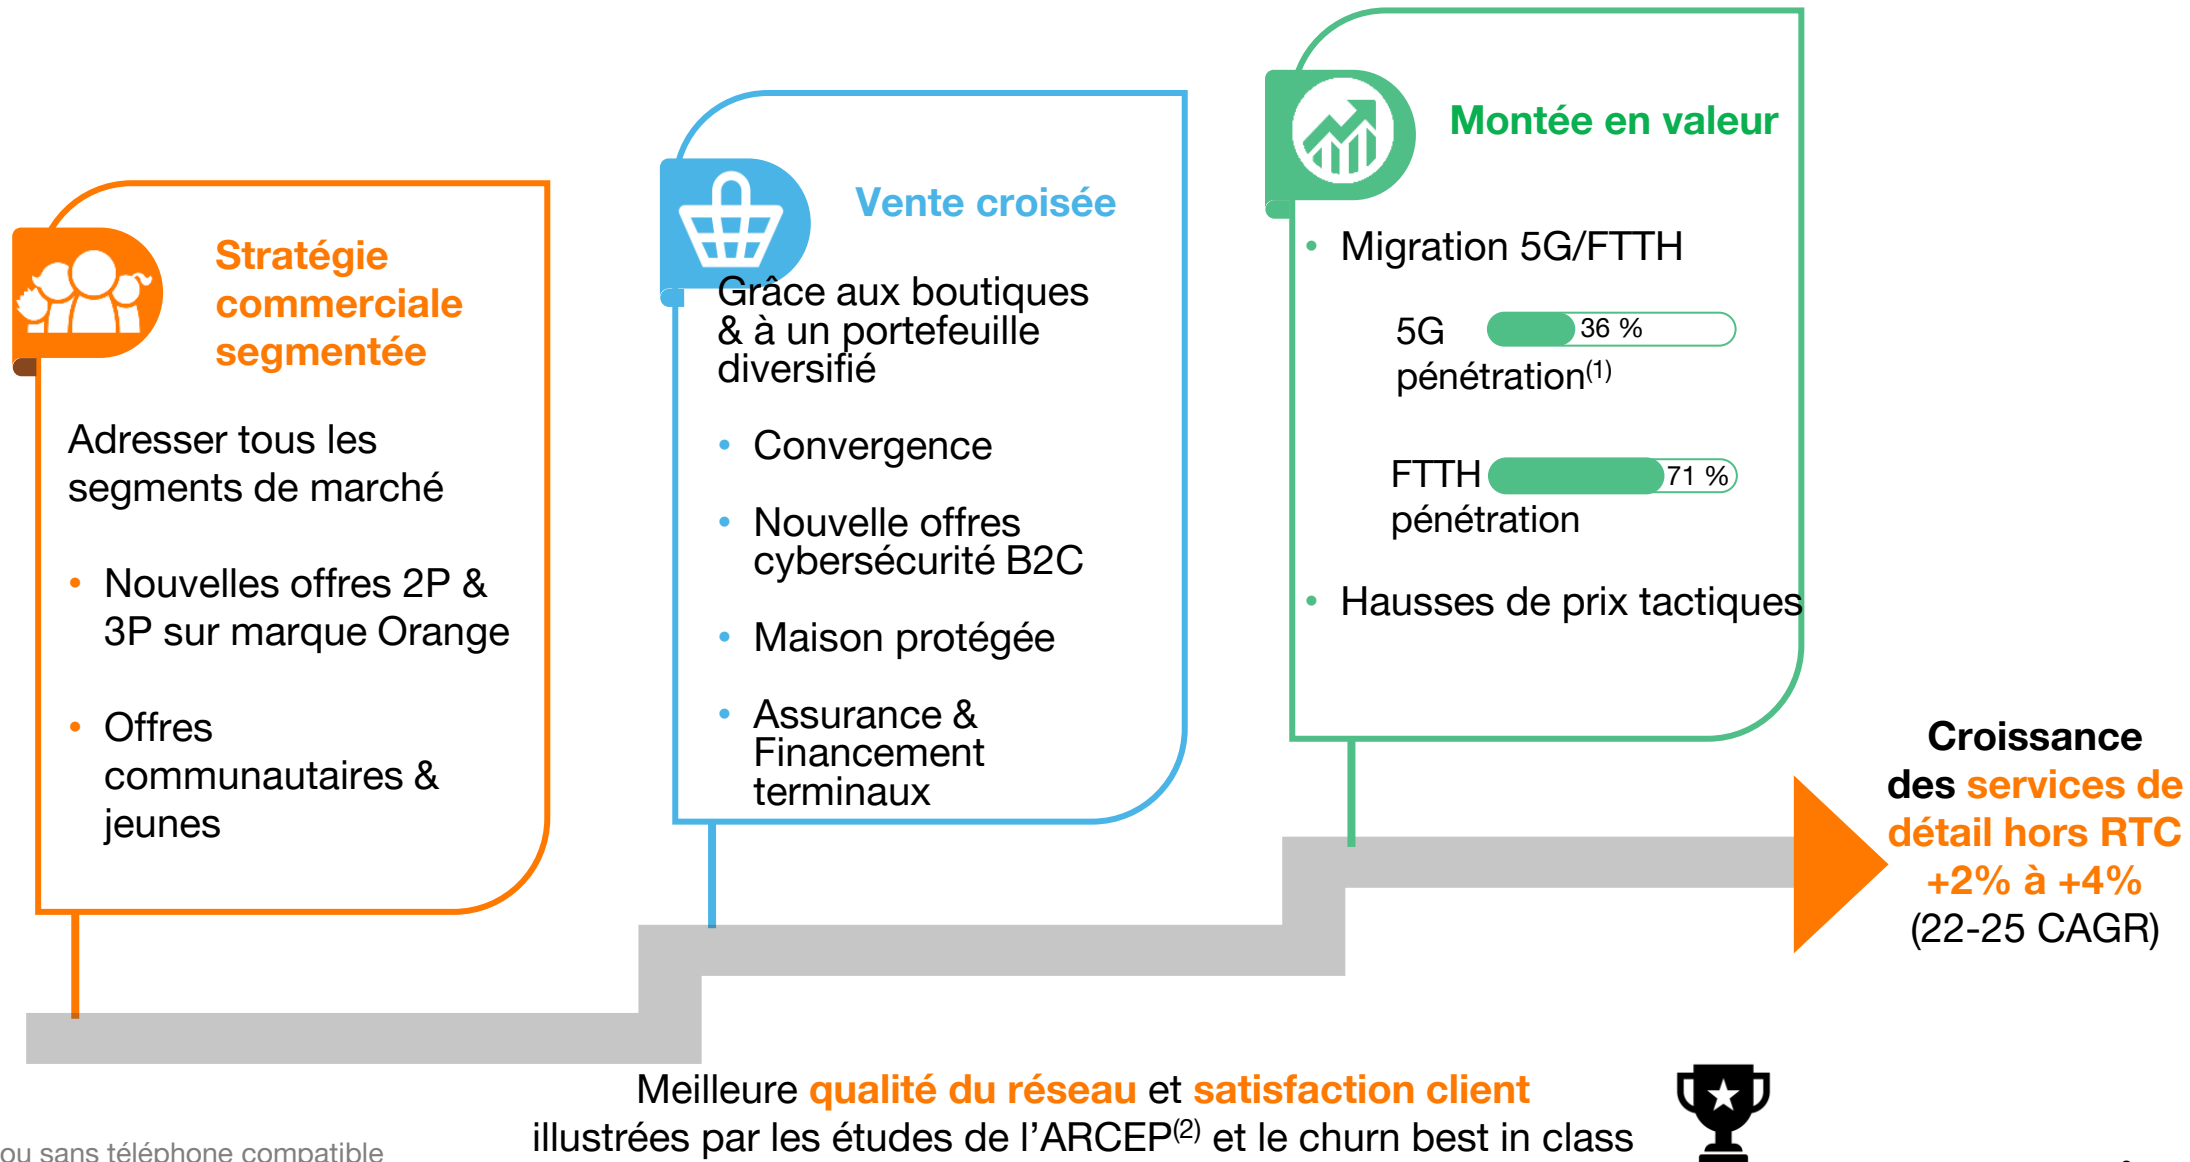 Stratégie
commerciale
segmentée
Adresser tous les
segments de marché
• Nouvelles offres 2P &
3P sur marque Orange
• Offres
communautaires &
jeunes
Vente croisée
Grâce aux boutiques
& à un portefeuille
diversifié
• Convergence
• Nouvelle offres
cybersécurité B2C
• Maison protégée
• Assurance &
Financement
terminaux
Montée en valeur
• Migration 5G/FTTH
5G 36 %
pénétration(1)
FTTH 71 %
pénétration
• Hausses de prix tactiques
Croissance
des services de
détail hors RTC
+2% à +4%
(22-25 CAGR)
Meilleure qualité du réseau et satisfaction client
illustrées par les études de l'ARCEP(2) et le churn best in class
ou sans téléphone compatible